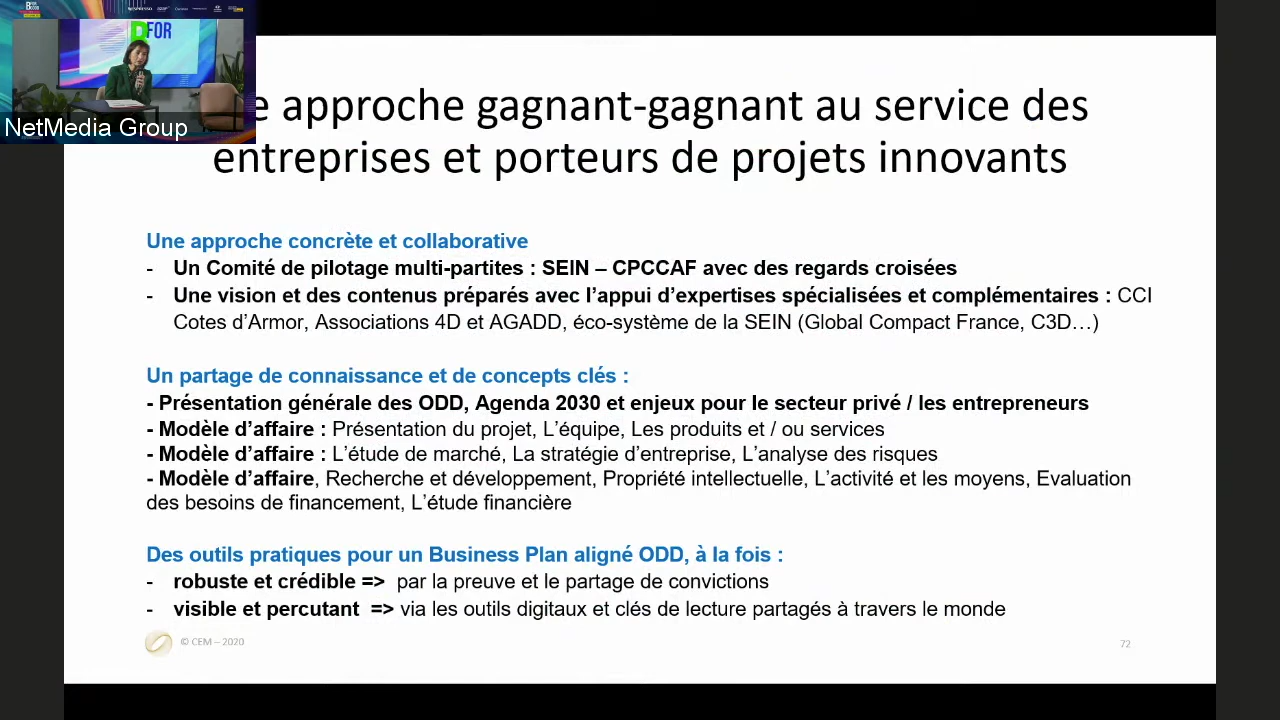 FOR
NetMedia Group
e approche gagnant-gagnant au service des
entreprises et porteurs de projets innovants
Une approche concrète et collaborative
- Un Comité de pilotage multi-partites : SEIN – CPCCAF avec des regards croisées
- Une vision et des contenus préparés avec l’appui d’expertises spécialisées et complémentaires : CCI
Cotes d’Armor, Associations 4D et AGADD, éco-système de la SEIN (Global Compact France, C3D…)
Un partage de connaissance et de concepts clés :
- Présentation générale des ODD, Agenda 2030 et enjeux pour le secteur privé / les entrepreneurs
- Modèle d’affaire : Présentation du projet, L’équipe, Les produits et / ou services
- Modèle d’affaire : L’étude de marché, La stratégie d’entreprise, L’analyse des risques
- Modèle d’affaire, Recherche et développement, Propriété intellectuelle, L’activité et les moyens, Evaluation
des besoins de financement, L’étude financière
Des outils pratiques pour un Business Plan aligné ODD, à la fois :
- robuste et crédible => par la preuve et le partage de convictions
- visible et percutant => via les outils digitaux et clés de lecture partagés à travers le monde
© CEM – 2020
72